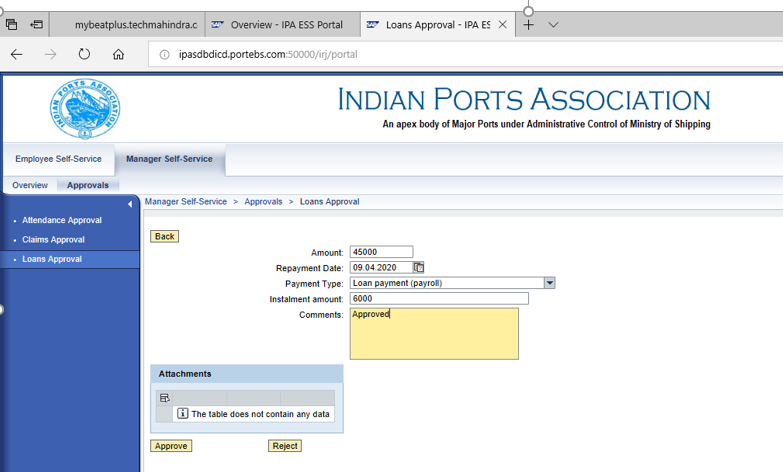 mybeatplus.techmahindra.c
Overview - IPA ESS Portal
Loans Approval - IPA ES
ipasdbdicd.portebs.com:50000/irj/portal
INDIAN PORTS ASSOCIATION
INDIAN PORTS ASSOCIATION
An apex body of Major Ports under Administrative Control of Ministry of Shipping
Employee Self-Service
Manager Self-Service
Overview
Approvals
Manager Self-Service > Approvals > Loans Approval
Attendance Approval
Claims Approval
Loans Approval
Back
Amount: 45000
Repayment Date: 09.04.2020
Payment Type: Loan payment (payroll)
Instalment amount: 6000
Comments: Approved
Attachments
The table does not contain any data
Approve
Reject